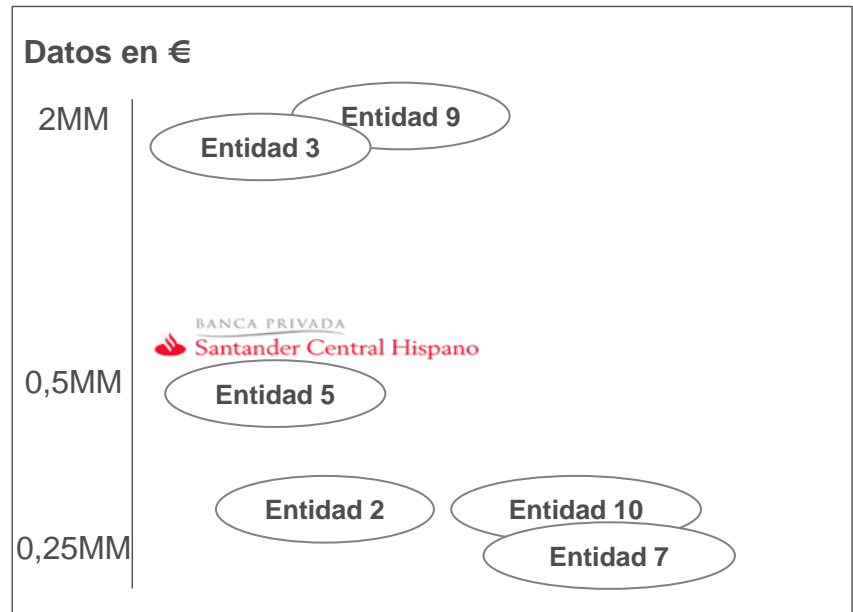 Datos en €
2MM
Entidad 9
Entidad 3
BANCA PRIVADA
Santander Central Hispano
0,5MM
Entidad 5
Entidad 2
Entidad 10
0,25MM
Entidad 7